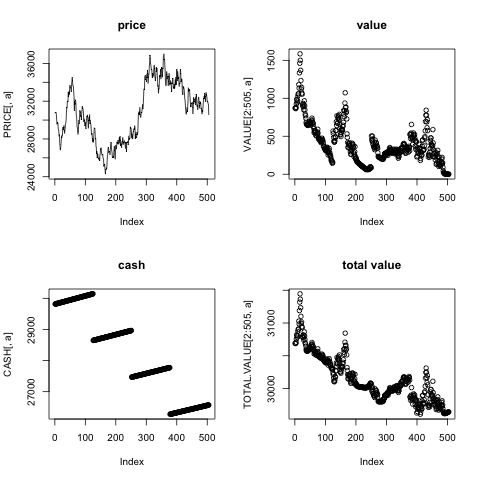 price
PRICE[, a]
24000 28000 32000 36000
0 100 200 300 400 500
Index
value
VALUE[2:505, a]
0 500 1000 1500
0 100 200 300 400 500
Index
cash
CASH[, a]
27000 29000
0 100 200 300 400 500
Index
total value
TOTAL.VALUE[2:505, a]
30000 31000
0 100 200 300 400 500
Index